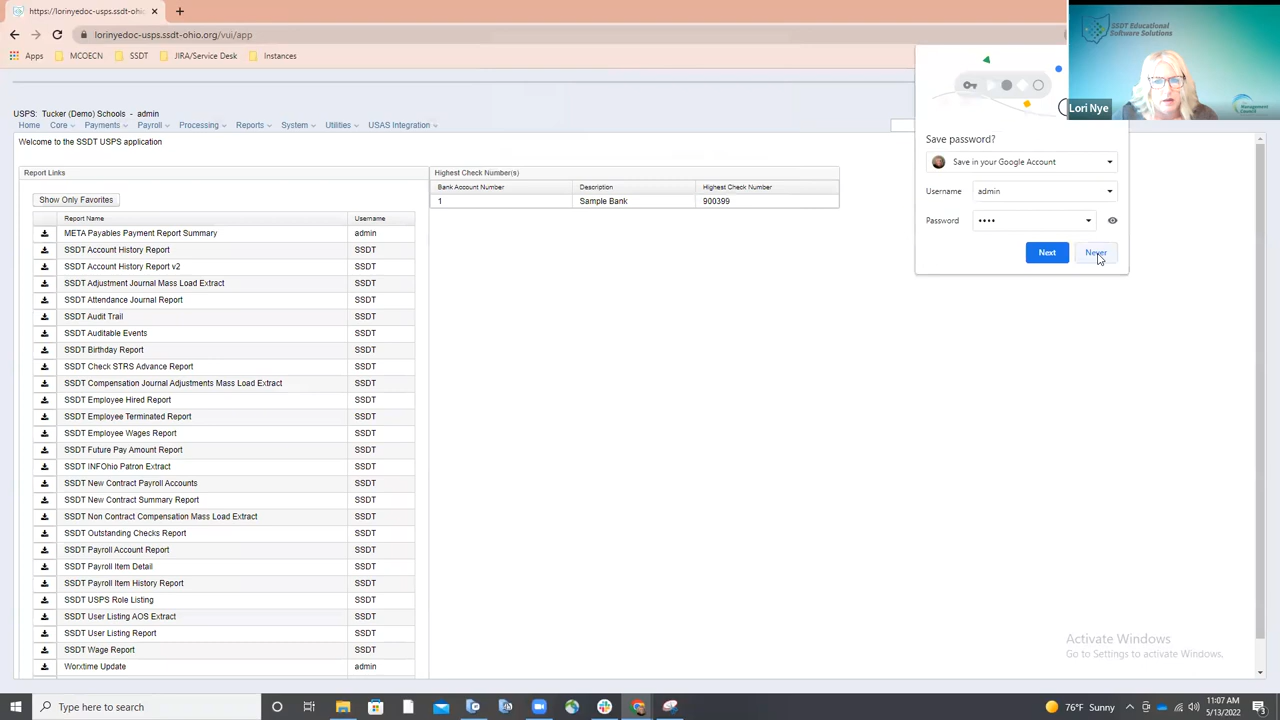 https://lorinyedoc-usps.ssdt-ohio
lorinyedoc-usps.ssdt-ohio.org/vui/app
Apps MCOECN SSDT JIRA/Service Desk Instances
SSDT Educational
Software Solutions
Management
Council
Lori Nye
USPS: Tucker (Demo) Schools - admin
Home Core Payments Payroll Processing Reports System Utilities USAS Integration
Welcome to the SSDT USPS application
Report Links
Show Only Favorites
Report Name Username
META Payables Payment Report Summary admin
SSDT Account History Report SSDT
SSDT Account History Report v2 SSDT
SSDT Adjustment Journal Mass Load Extract SSDT
SSDT Attendance Journal Report SSDT
SSDT Audit Trail SSDT
SSDT Auditable Events SSDT
SSDT Birthday Report SSDT
SSDT Check STRS Advance Report SSDT
SSDT Compensation Journal Adjustments Mass Load Extract SSDT
SSDT Employee Hired Report SSDT
SSDT Employee Terminated Report SSDT
SSDT Employee Wages Report SSDT
SSDT Future Pay Amount Report SSDT
SSDT INFOhio Patron Extract SSDT
SSDT New Contract Payroll Accounts SSDT
SSDT New Contract Summary Report SSDT
SSDT Non Contract Compensation Mass Load Extract SSDT
SSDT Outstanding Checks Report SSDT
SSDT Payroll Account Report SSDT
SSDT Payroll Item Detail SSDT
SSDT Payroll Item History Report SSDT
SSDT USPS Role Listing SSDT
SSDT User Listing AOS Extract SSDT
SSDT User Listing Report SSDT
SSDT Wage Report SSDT
Worxtime Update admin
Highest Check Number(s)
Bank Account Number Description Highest Check Number
1 Sample Bank 900399
Save password?
Save in your Google Account
Username admin
Password ••••
Next Never
Activate Windows
Go to Settings to activate Windows.
Type here to search
76°F Sunny
11:07 AM
5/13/2022
3